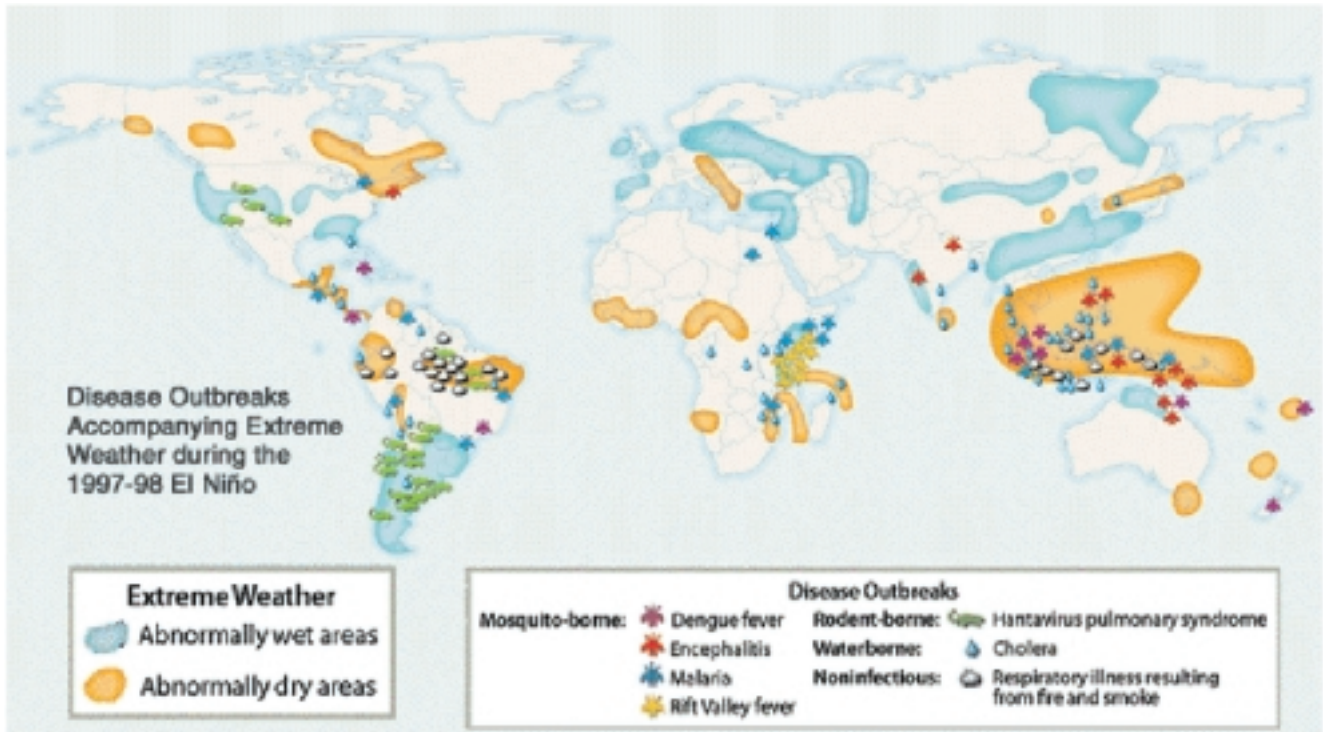 Disease Outbreaks
Accompanying Extreme
Weather during the
1997-98 El Niño
Extreme Weather
Abnormally wet areas
Abnormally dry areas
Disease Outbreaks
Mosquito-borne: Dengue fever
Encephalitis
Malaria
Rift Valley fever
Rodent-borne: Hantavirus pulmonary syndrome
Waterborne: Cholera
Noninfectious: Respiratory illness resulting
from fire and smoke